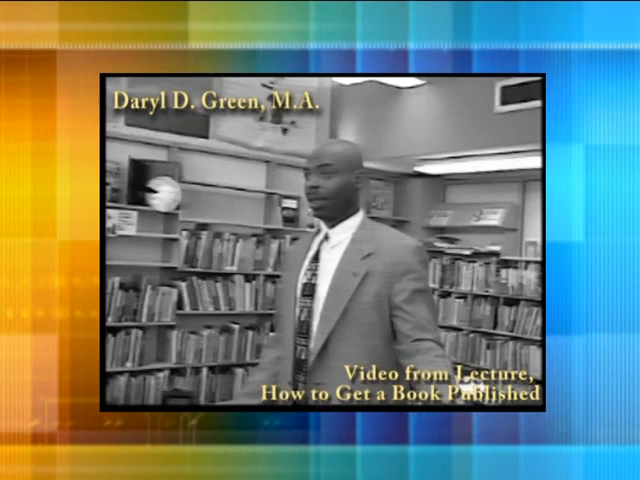 Daryl D. Green, M.A.
Video from Lecture,
How to Get a Book Published